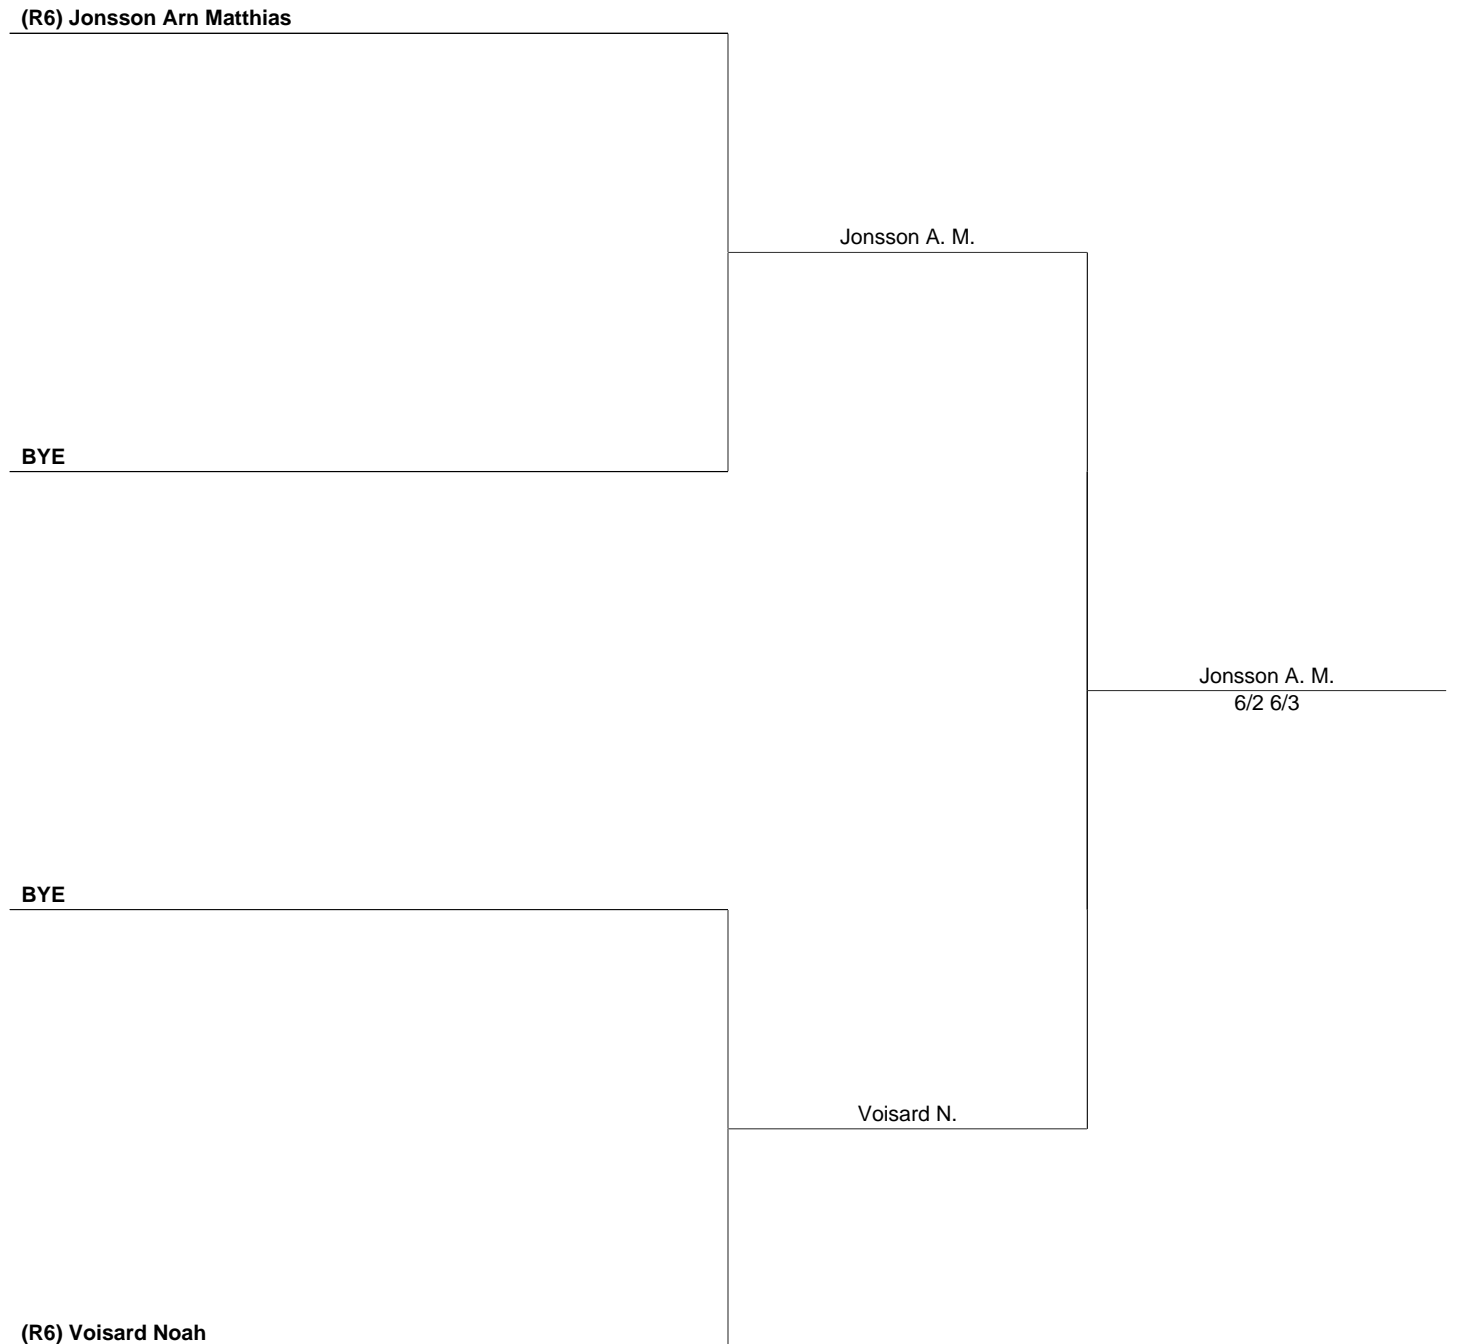 (R6) Jonsson Arn Matthias
Jonsson A. M.
BYE
Jonsson A. M.
6/2 6/3
BYE
Voisard N.
(R6) Voisard Noah